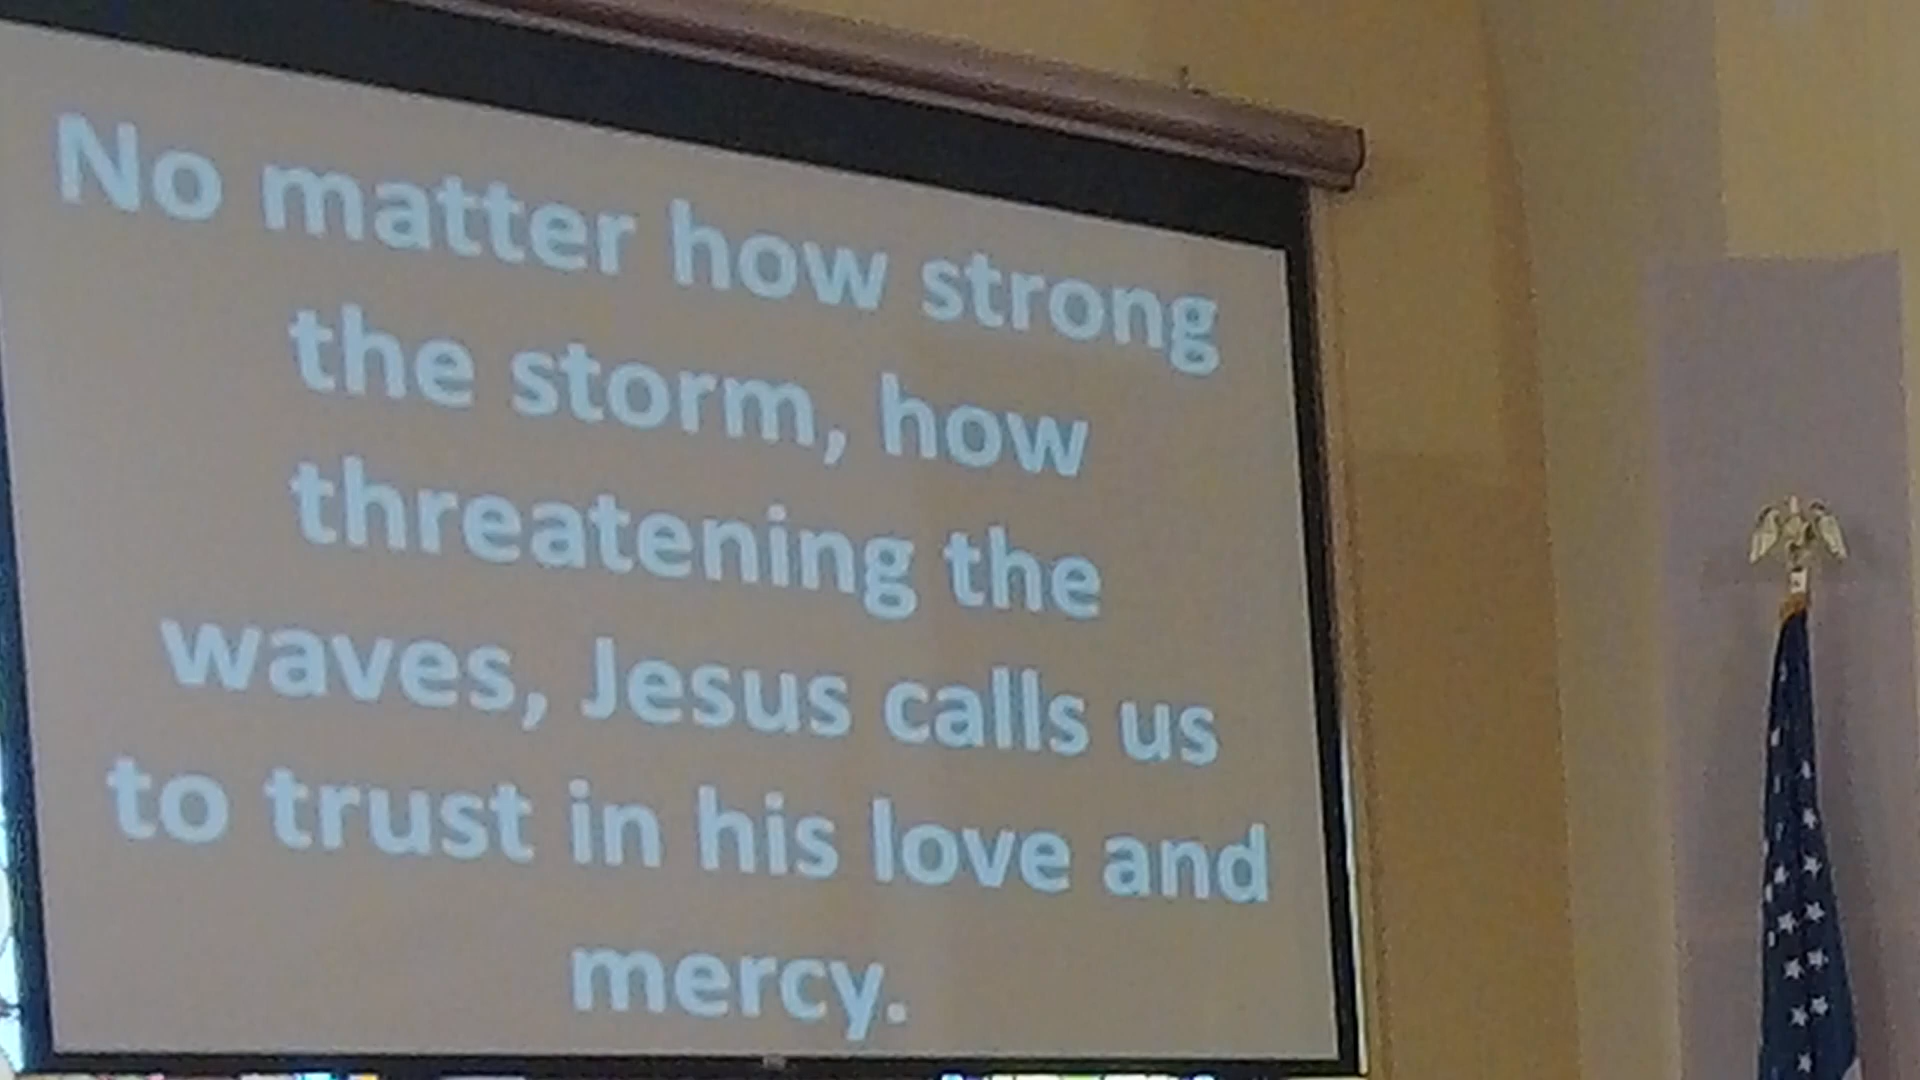 No matter how strong
the storm, how
threatening the
waves, Jesus calls us
to trust in his love and
mercy.